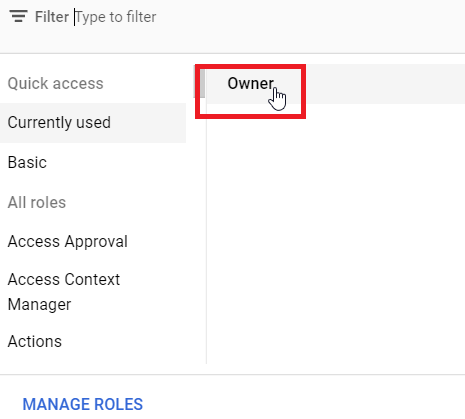 Filter Type to filter
Quick access
Currently used
Basic
All roles
Access Approval
Access Context
Manager
Actions
Owner
MANAGE ROLES